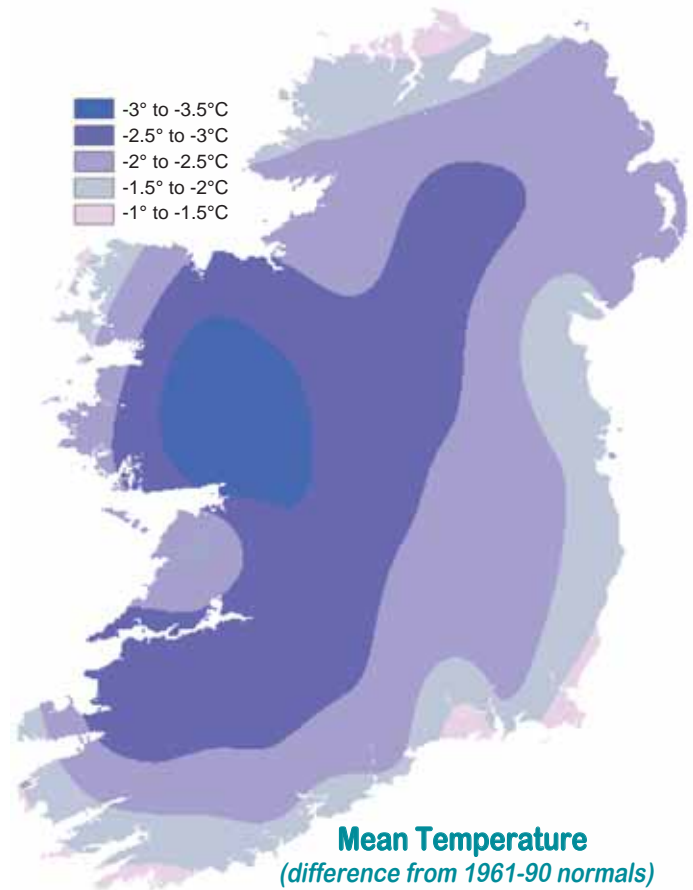 -3° to -3.5°C
-2.5° to -3°C
-2° to -2.5°C
-1.5° to -2°C
-1° to -1.5°C
Mean Temperature
(difference from 1961-90 normals)